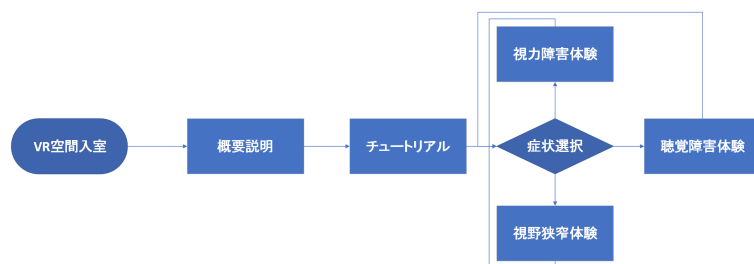 VR空間入室
概要説明
チュートリアル
視力障害体験
症状選択
聴覚障害体験
視野狭窄体験